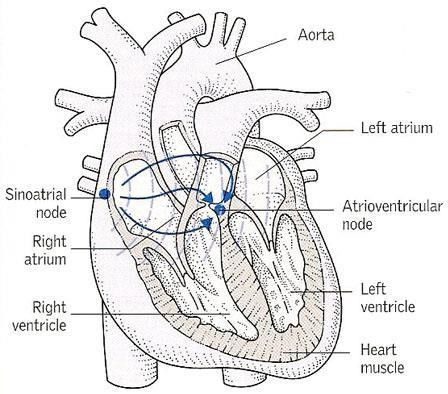 Aorta
Left atrium
Sinoatrial
node
Atrioventricular
node
Right
atrium
Left
ventricle
Right
ventricle
Heart
muscle